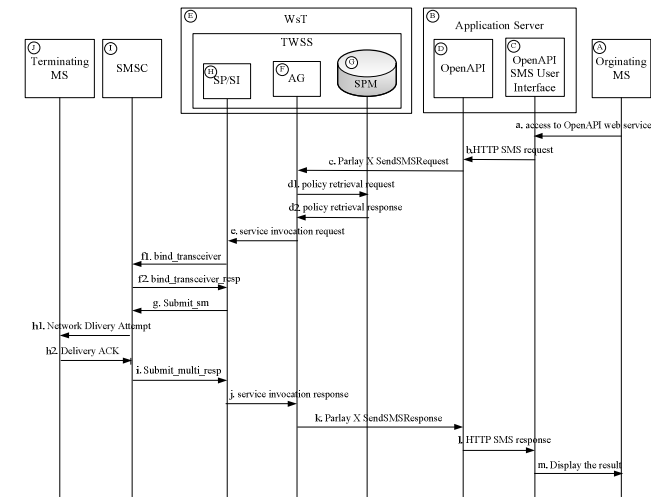 E
WsT
TWSS
H
SP/SI
F
AG
G
SPM
B
Application Server
D
OpenAPI
C
OpenAPI
SMS User
Interface
A
Orginating
MS
J
Terminating
MS
I
SMSC
a. access to OpenAPI web service
b.HTTP SMS request
c. Parlay X SendSMSRequest
d1. policy retrieval request
d2. policy retrieval response
e. service invocation request
f1. bind_transceiver
f2. bind_transceiver_resp
g. Submit_sm
h1. Network Dlivery Attempt
h2. Delivery ACK
i. Submit_multi_resp
j. service invocation response
k. Parlay X SendSMSResponse
l. HTTP SMS response
m. Display the result